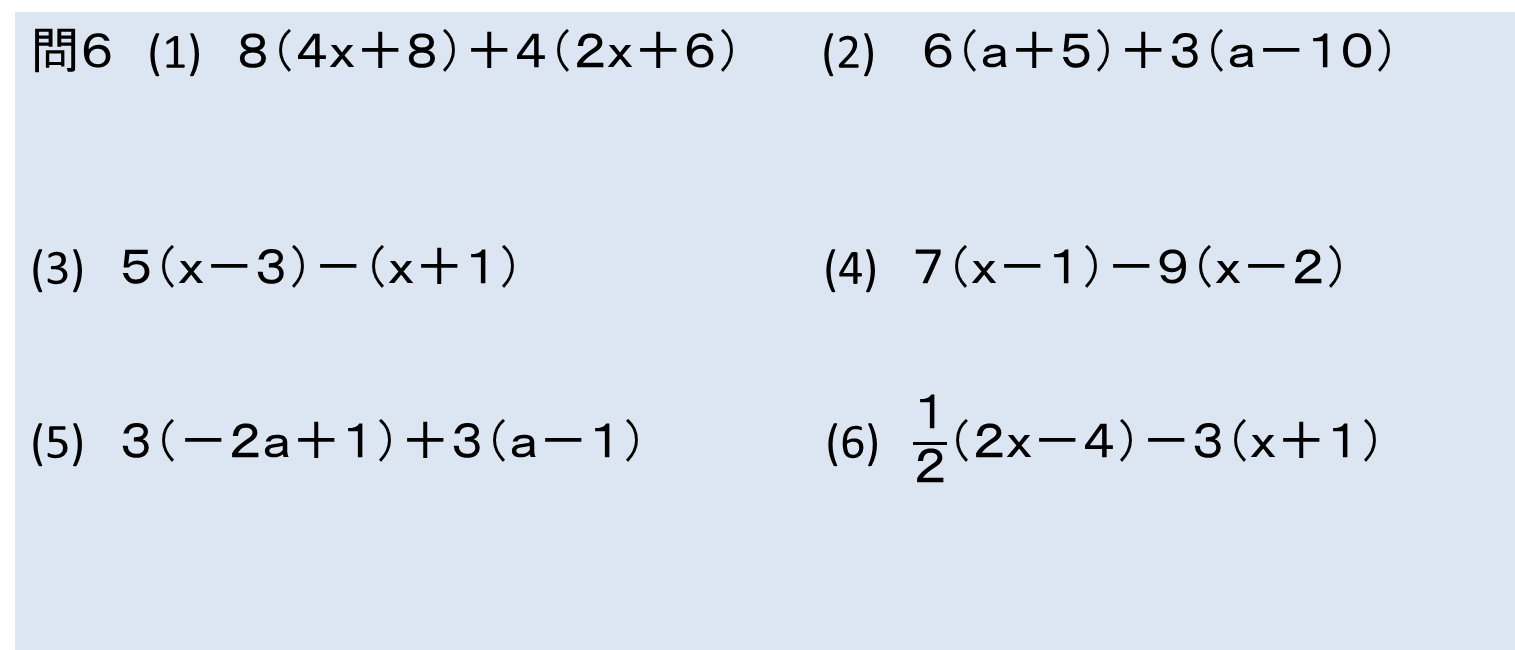 問6 (1) 8(4x+8)+4(2x+6) (2) 6(a+5)+3(a-10)
(3) 5(x-3)-(x+1) (4) 7(x-1)-9(x-2)
(5) 3(-2a+1)+3(a-1) (6) 1/2(2x-4)-3(x+1)